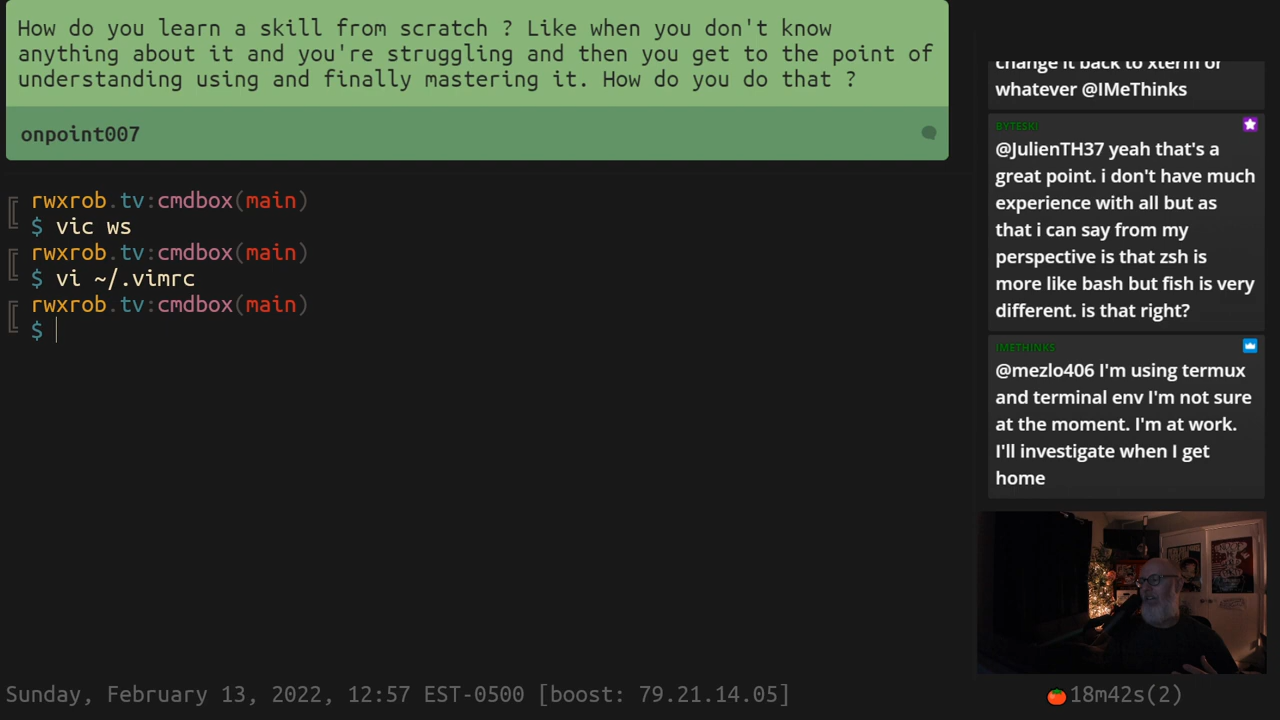 How do you learn a skill from scratch ? Like when you don't know
anything about it and you're struggling and then you get to the point of
understanding using and finally mastering it. How do you do that ?
onpoint007
rwxrob.tv:cmdbox(main)
$ vic ws
rwxrob.tv:cmdbox(main)
$ vi ~/.vimrc
rwxrob.tv:cmdbox(main)
$
change it back to xterm or
whatever @IMeThinks
BYTESKI
@JulienTH37 yeah that's a
great point. i don't have much
experience with all but as
that i can say from my
perspective is that zsh is
more like bash but fish is very
different. is that right?
IMETHINKS
@mezlo406 I'm using termux
and terminal env I'm not sure
at the moment. I'm at work.
I'll investigate when I get
home
Sunday, February 13, 2022, 12:57 EST-0500 [boost: 79.21.14.05]
🍅18m42s(2)